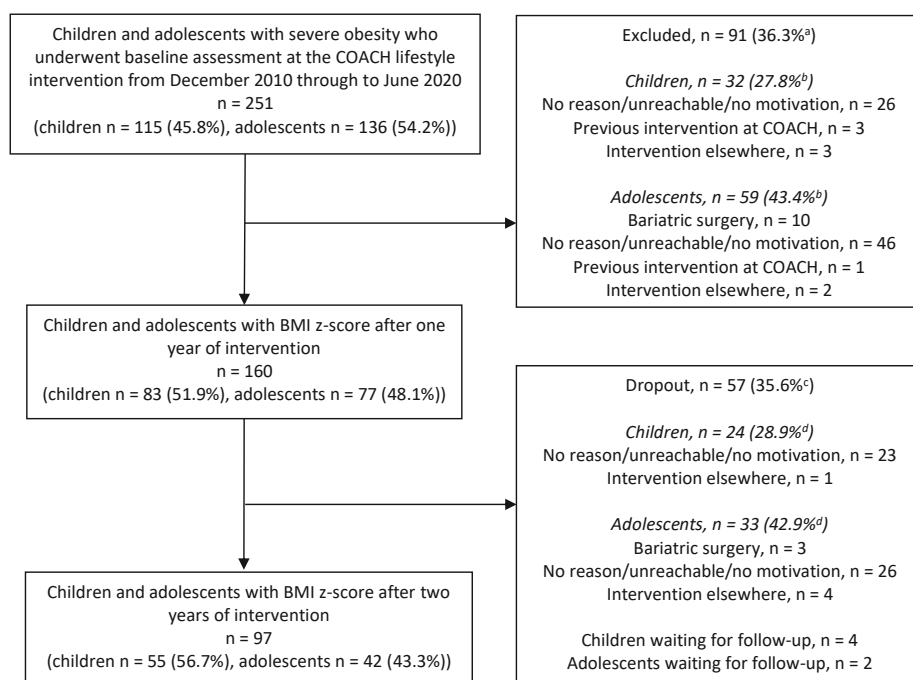 Children and adolescents with severe obesity who
underwent baseline assessment at the COACH lifestyle
intervention from December 2010 through to June 2020
n = 251
(children n = 115 (45.8%), adolescents n = 136 (54.2%))
Excluded, n = 91 (36.3%ᵃ)
Children, n = 32 (27.8%ᵇ)
No reason/unreachable/no motivation, n = 26
Previous intervention at COACH, n = 3
Intervention elsewhere, n = 3
Adolescents, n = 59 (43.4%ᵇ)
Bariatric surgery, n = 10
No reason/unreachable/no motivation, n = 46
Previous intervention at COACH, n = 1
Intervention elsewhere, n = 2
Children and adolescents with BMI z-score after one
year of intervention
n = 160
(children n = 83 (51.9%), adolescents n = 77 (48.1%))
Dropout, n = 57 (35.6%ᶜ)
Children, n = 24 (28.9%ᵈ)
No reason/unreachable/no motivation, n = 23
Intervention elsewhere, n = 1
Adolescents, n = 33 (42.9%ᵈ)
Bariatric surgery, n = 3
No reason/unreachable/no motivation, n = 26
Intervention elsewhere, n = 4
Children waiting for follow-up, n = 4
Adolescents waiting for follow-up, n = 2
Children and adolescents with BMI z-score after two
years of intervention
n = 97
(children n = 55 (56.7%), adolescents n = 42 (43.3%))